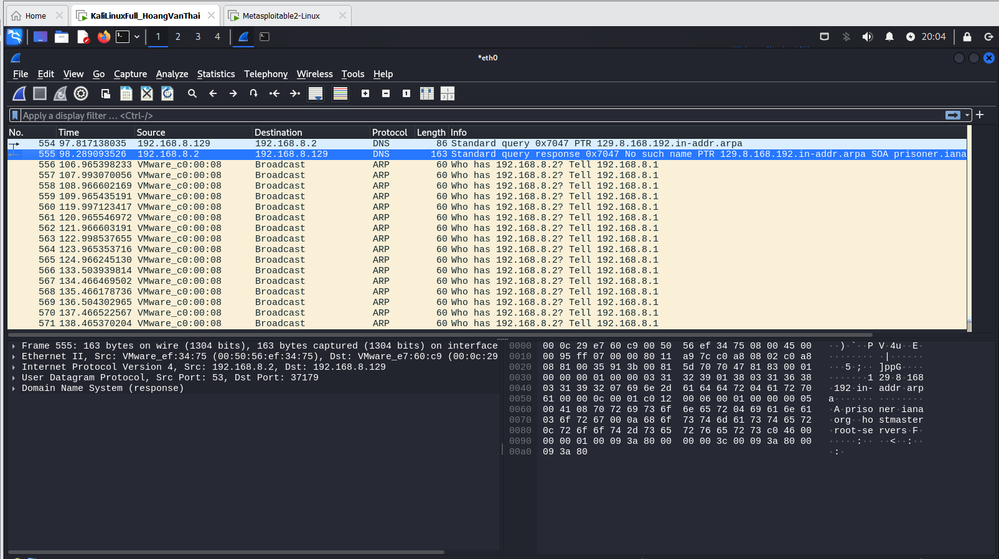 Home KaliLinuxFull_HoangVanThai Metasploitable2-Linux
1 2 3 4 20:04
*eth0
File Edit View Go Capture Analyze Statistics Telephony Wireless Tools Help
Apply a display filter … <Ctrl-/>
No. Time Source Destination Protocol Length Info
554 97.817138035 192.168.8.129 192.168.8.2 DNS 86 Standard query 0x7047 PTR 129.8.168.192.in-addr.arpa
555 98.289093526 192.168.8.2 192.168.8.129 DNS 163 Standard query response 0x7047 No such name PTR 129.8.168.192.in-addr.arpa SOA prisoner.iana
556 106.965398233 VMware_c0:00:08 Broadcast ARP 60 Who has 192.168.8.2? Tell 192.168.8.1
557 107.993070056 VMware_c0:00:08 Broadcast ARP 60 Who has 192.168.8.2? Tell 192.168.8.1
558 108.966602169 VMware_c0:00:08 Broadcast ARP 60 Who has 192.168.8.2? Tell 192.168.8.1
559 109.965435191 VMware_c0:00:08 Broadcast ARP 60 Who has 192.168.8.2? Tell 192.168.8.1
560 119.997123417 VMware_c0:00:08 Broadcast ARP 60 Who has 192.168.8.2? Tell 192.168.8.1
561 120.965546972 VMware_c0:00:08 Broadcast ARP 60 Who has 192.168.8.2? Tell 192.168.8.1
562 121.966603191 VMware_c0:00:08 Broadcast ARP 60 Who has 192.168.8.2? Tell 192.168.8.1
563 122.998537655 VMware_c0:00:08 Broadcast ARP 60 Who has 192.168.8.2? Tell 192.168.8.1
564 123.965353716 VMware_c0:00:08 Broadcast ARP 60 Who has 192.168.8.2? Tell 192.168.8.1
565 124.966245130 VMware_c0:00:08 Broadcast ARP 60 Who has 192.168.8.2? Tell 192.168.8.1
566 133.503939814 VMware_c0:00:08 Broadcast ARP 60 Who has 192.168.8.2? Tell 192.168.8.1
567 134.466469502 VMware_c0:00:08 Broadcast ARP 60 Who has 192.168.8.2? Tell 192.168.8.1
568 135.466178736 VMware_c0:00:08 Broadcast ARP 60 Who has 192.168.8.2? Tell 192.168.8.1
569 136.504302965 VMware_c0:00:08 Broadcast ARP 60 Who has 192.168.8.2? Tell 192.168.8.1
570 137.466522567 VMware_c0:00:08 Broadcast ARP 60 Who has 192.168.8.2? Tell 192.168.8.1
571 138.465370204 VMware_c0:00:08 Broadcast ARP 60 Who has 192.168.8.2? Tell 192.168.8.1
Frame 555: 163 bytes on wire (1304 bits), 163 bytes captured (1304 bits) on interface
Ethernet II, Src: VMware_ef:34:75 (00:50:56:ef:34:75), Dst: VMware_e7:60:c9 (00:0c:29
Internet Protocol Version 4, Src: 192.168.8.2, Dst: 192.168.8.129
User Datagram Protocol, Src Port: 53, Dst Port: 37179
Domain Name System (response)
0000 00 0c 29 e7 60 c9 00 50 56 ef 34 75 08 00 45 00 ··)·`··P V·4u··E·
0010 00 95 ff 07 00 00 80 11 a9 7c c0 a8 08 02 c0 a8 ········ ·|······
0020 08 81 00 35 91 3b 00 81 5d 70 70 47 81 83 00 01 ···5·;·· ]ppG····
0030 00 00 00 01 00 00 03 31 32 39 01 38 03 31 36 38 ·······1 29·8·168
0040 03 31 39 32 07 69 6e 2d 61 64 64 72 04 61 72 70 ·192·in- addr·arp
0050 61 00 00 0c 00 01 c0 12 00 06 00 01 00 00 00 05 a······· ········
0060 00 41 08 70 72 69 73 6f 6e 65 72 04 69 61 6e 61 ·A·priso ner·iana
0070 03 6f 72 67 00 0a 68 6f 73 74 6d 61 73 74 65 72 ·org··ho stmaster
0080 0c 72 6f 6f 74 2d 73 65 72 76 65 72 73 c0 46 00 ·root-se rvers·F·
0090 00 00 01 00 09 3a 80 00 00 00 3c 00 09 3a 80 00 ·····:·· ··<··:··
00a0 09 3a 80 ·:·